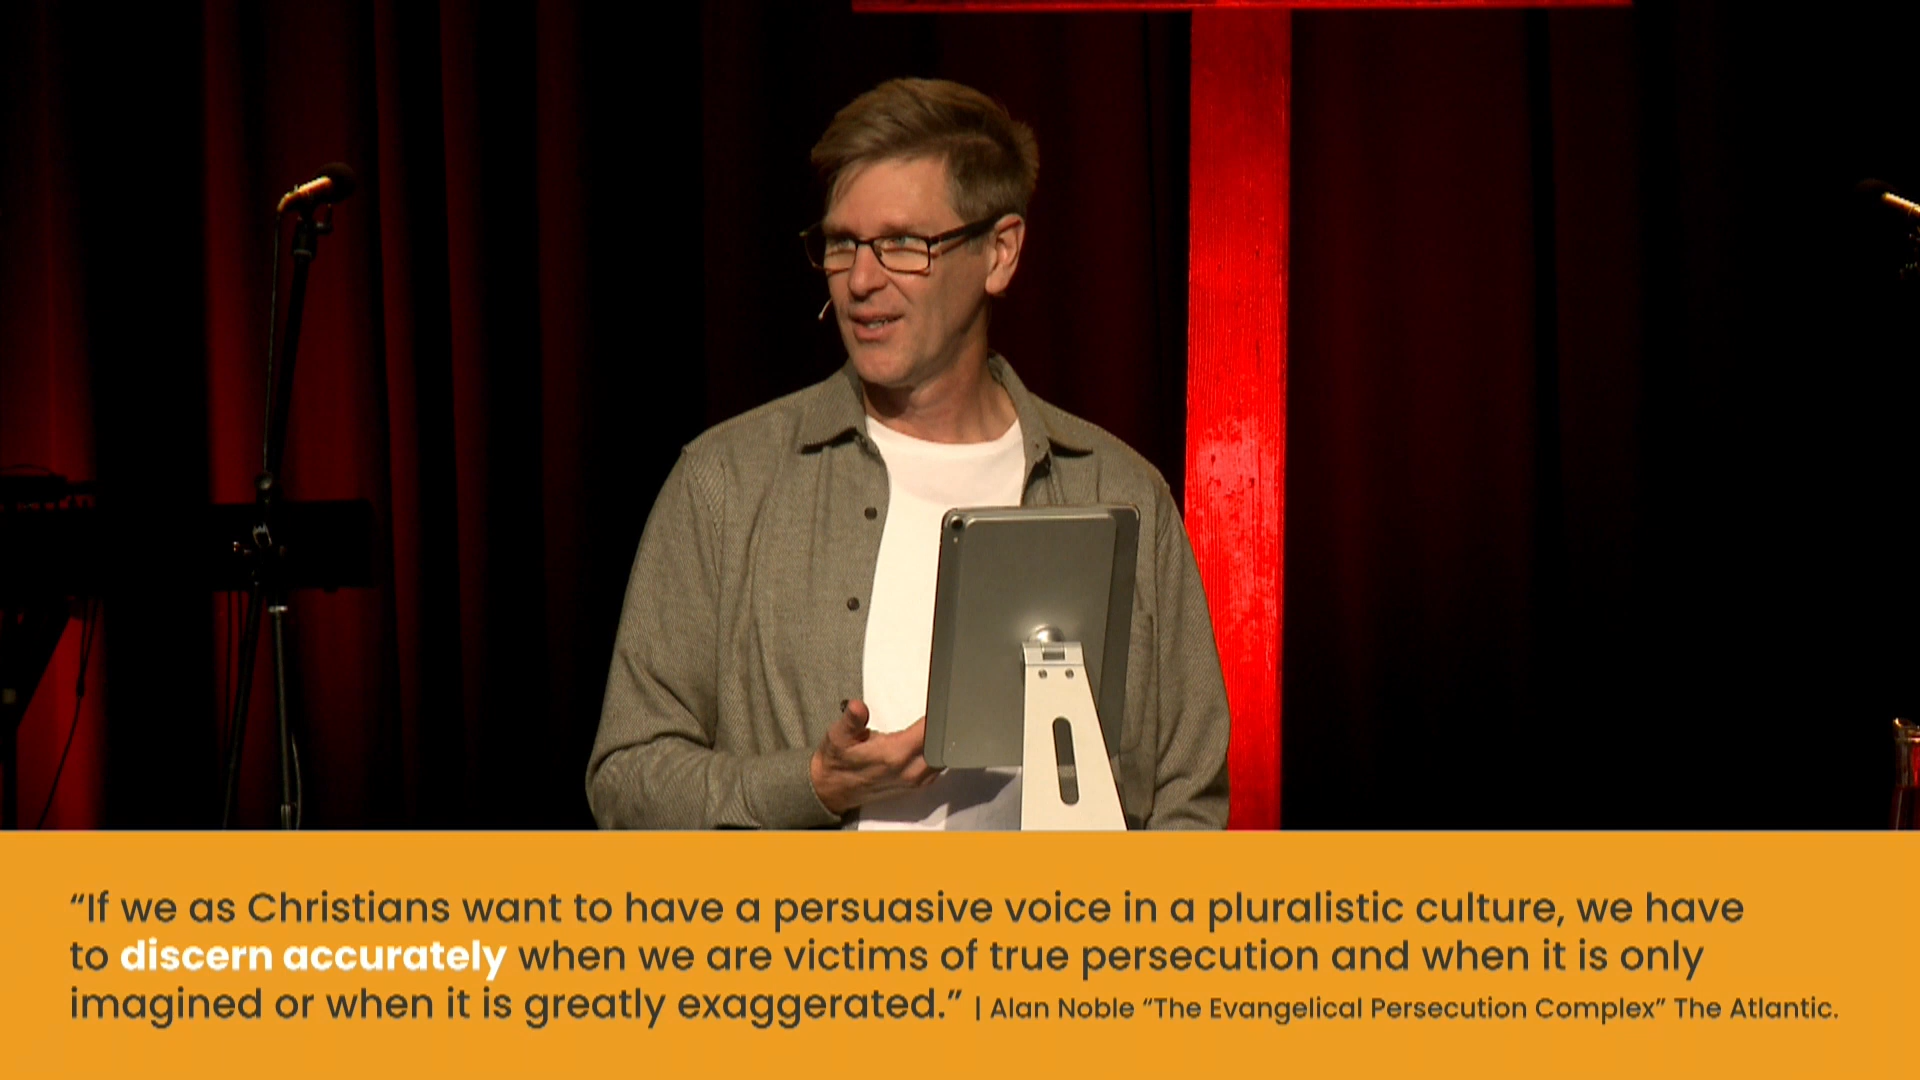 “If we as Christians want to have a persuasive voice in a pluralistic culture, we have
to discern accurately when we are victims of true persecution and when it is only
imagined or when it is greatly exaggerated.” | Alan Noble “The Evangelical Persecution Complex” The Atlantic.